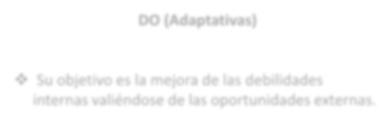 DO (Adaptativas)
❖ Su objetivo es la mejora de las debilidades
internas valiéndose de las oportunidades externas.